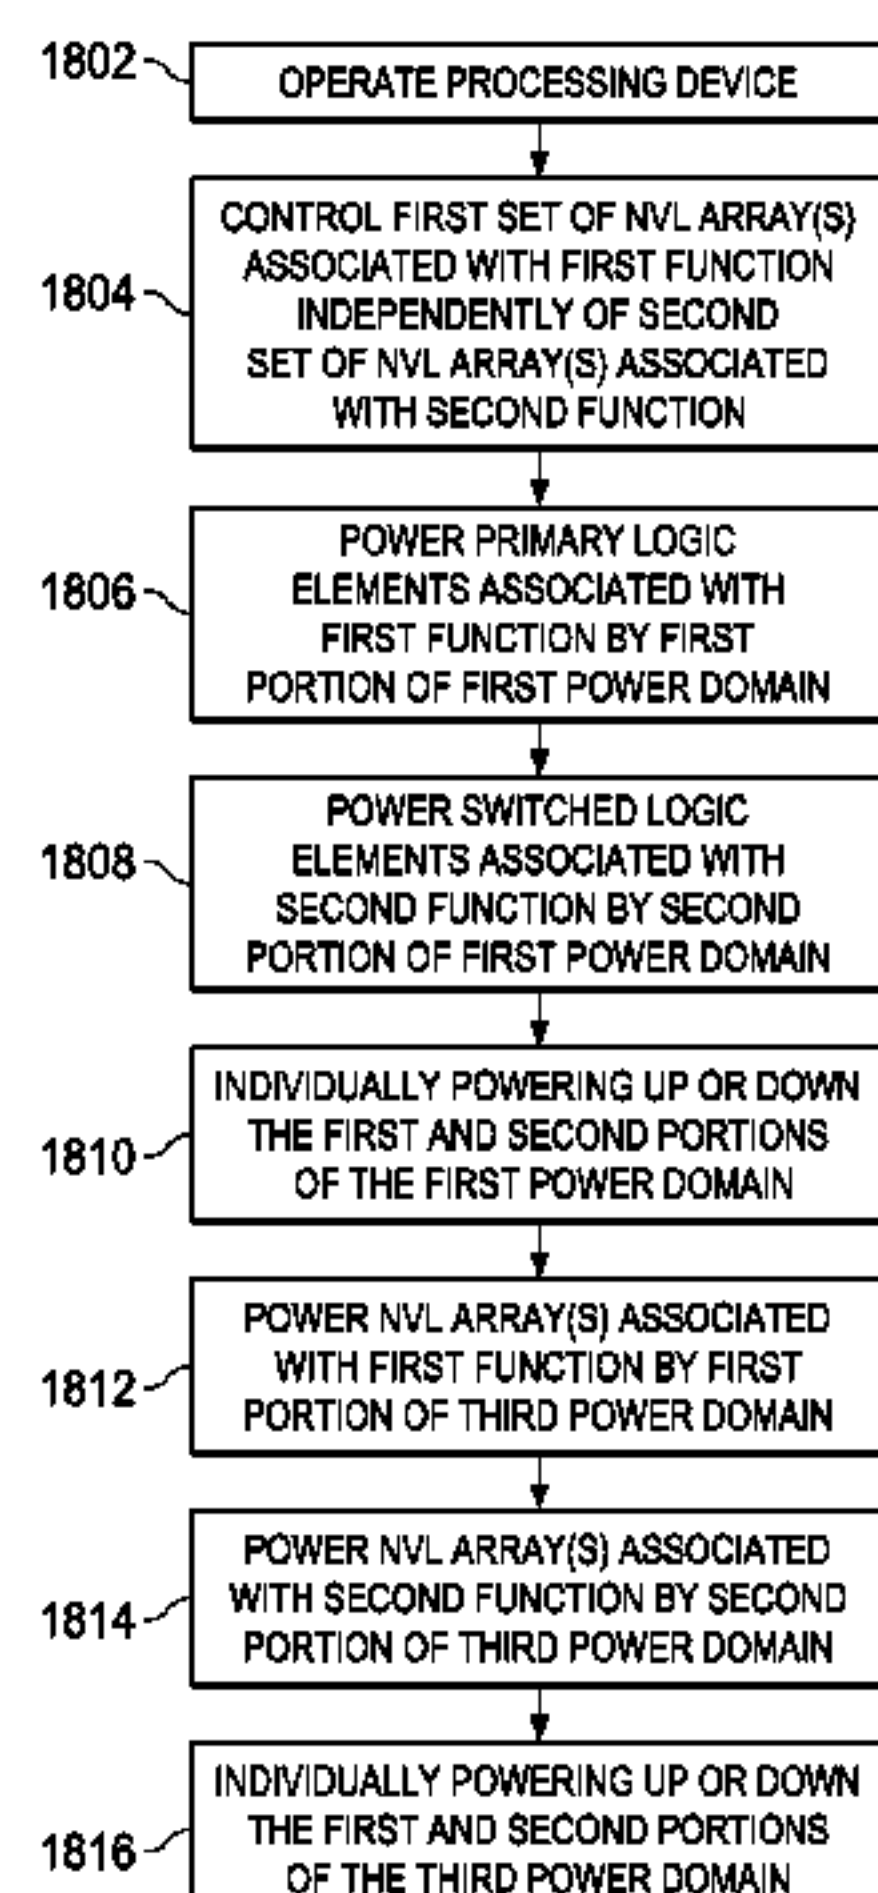 1802
OPERATE PROCESSING DEVICE
1804
CONTROL FIRST SET OF NVL ARRAY(S)
ASSOCIATED WITH FIRST FUNCTION
INDEPENDENTLY OF SECOND
SET OF NVL ARRAY(S) ASSOCIATED
WITH SECOND FUNCTION
1806
POWER PRIMARY LOGIC
ELEMENTS ASSOCIATED WITH
FIRST FUNCTION BY FIRST
PORTION OF FIRST POWER DOMAIN
1808
POWER SWITCHED LOGIC
ELEMENTS ASSOCIATED WITH
SECOND FUNCTION BY SECOND
PORTION OF FIRST POWER DOMAIN
1810
INDIVIDUALLY POWERING UP OR DOWN
THE FIRST AND SECOND PORTIONS
OF THE FIRST POWER DOMAIN
1812
POWER NVL ARRAY(S) ASSOCIATED
WITH FIRST FUNCTION BY FIRST
PORTION OF THIRD POWER DOMAIN
1814
POWER NVL ARRAY(S) ASSOCIATED
WITH SECOND FUNCTION BY SECOND
PORTION OF THIRD POWER DOMAIN
1816
INDIVIDUALLY POWERING UP OR DOWN
THE FIRST AND SECOND PORTIONS
OF THE THIRD POWER DOMAIN